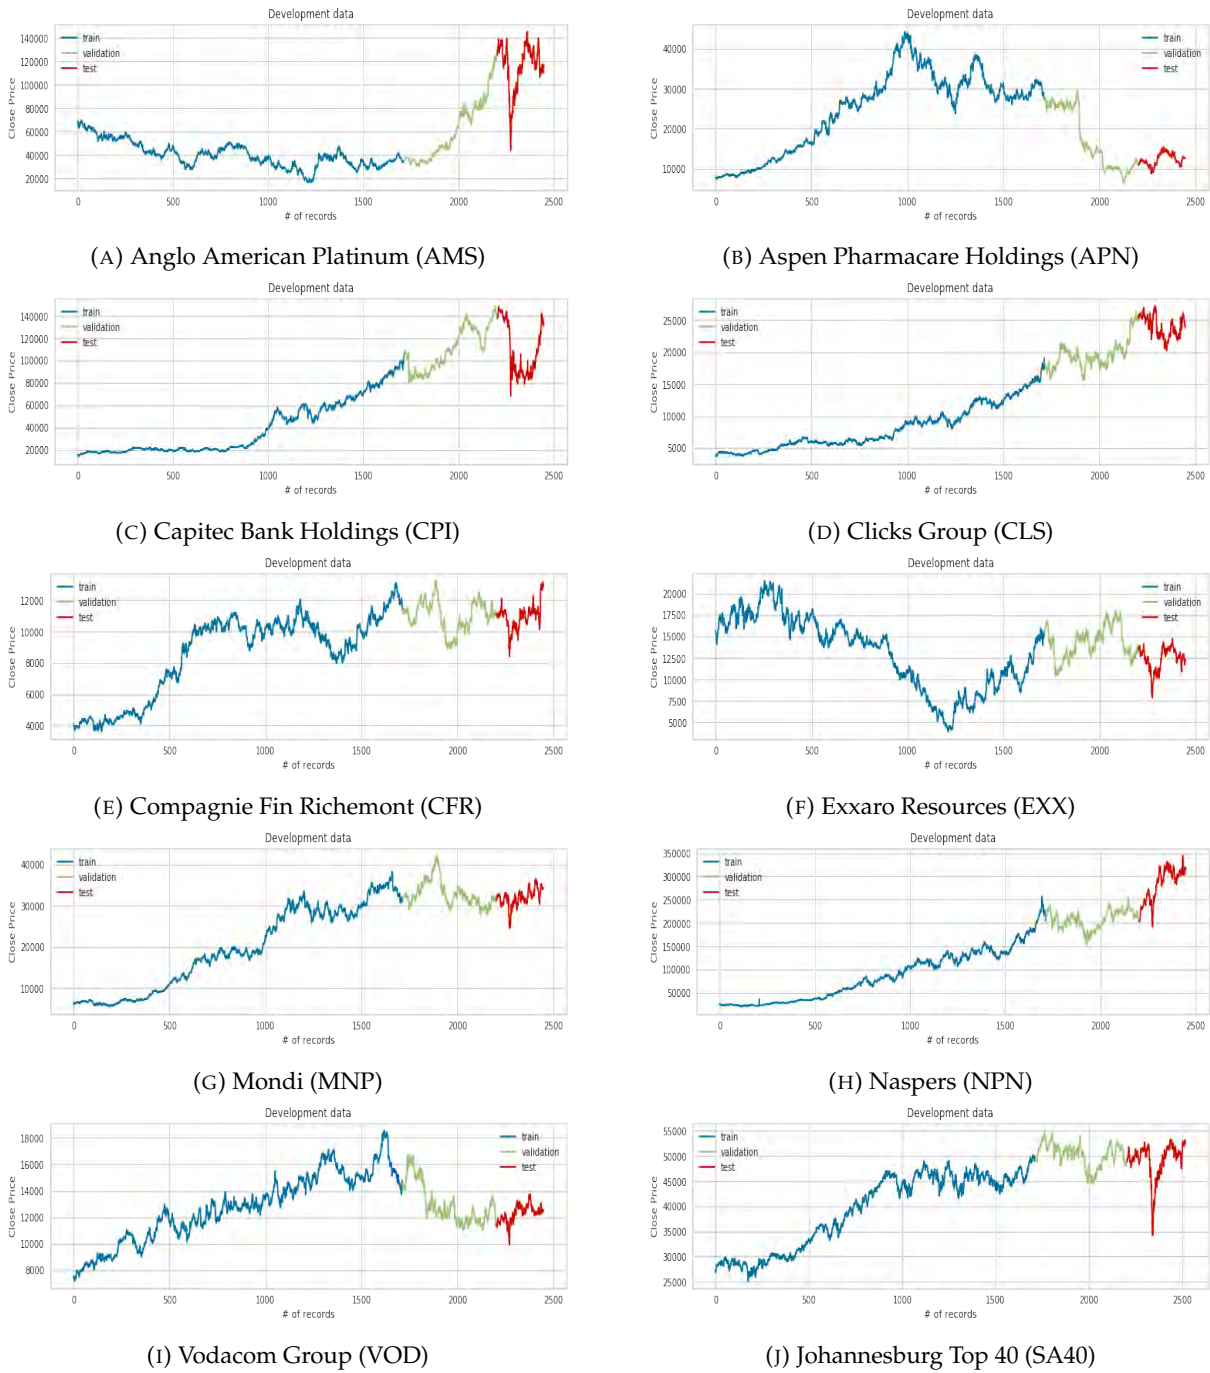 Development data
train
validation
test
Close Price
140000
120000
100000
80000
60000
40000
20000
0 500 1000 1500 2000 2500
# of records
(A) Anglo American Platinum (AMS)
Development data
train
validation
test
Close Price
40000
30000
20000
10000
0 500 1000 1500 2000 2500
# of records
(B) Aspen Pharmacare Holdings (APN)
Development data
train
validation
test
Close Price
140000
120000
100000
80000
60000
40000
20000
0 500 1000 1500 2000 2500
# of records
(C) Capitec Bank Holdings (CPI)
Development data
train
validation
test
Close Price
25000
20000
15000
10000
5000
0 500 1000 1500 2000 2500
# of records
(D) Clicks Group (CLS)
Development data
train
validation
test
Close Price
12000
10000
8000
6000
4000
0 500 1000 1500 2000 2500
# of records
(E) Compagnie Fin Richemont (CFR)
Development data
train
validation
test
Close Price
20000
17500
15000
12500
10000
7500
5000
0 500 1000 1500 2000 2500
# of records
(F) Exxaro Resources (EXX)
Development data
train
validation
test
Close Price
40000
30000
20000
10000
0 500 1000 1500 2000 2500
# of records
(G) Mondi (MNP)
Development data
train
validation
test
Close Price
350000
300000
250000
200000
150000
100000
50000
0 500 1000 1500 2000 2500
# of records
(H) Naspers (NPN)
Development data
train
validation
test
Close Price
18000
16000
14000
12000
10000
8000
0 500 1000 1500 2000 2500
# of records
(I) Vodacom Group (VOD)
Development data
train
validation
test
Close Price
55000
50000
45000
40000
35000
30000
25000
0 500 1000 1500 2000 2500
# of records
(J) Johannesburg Top 40 (SA40)